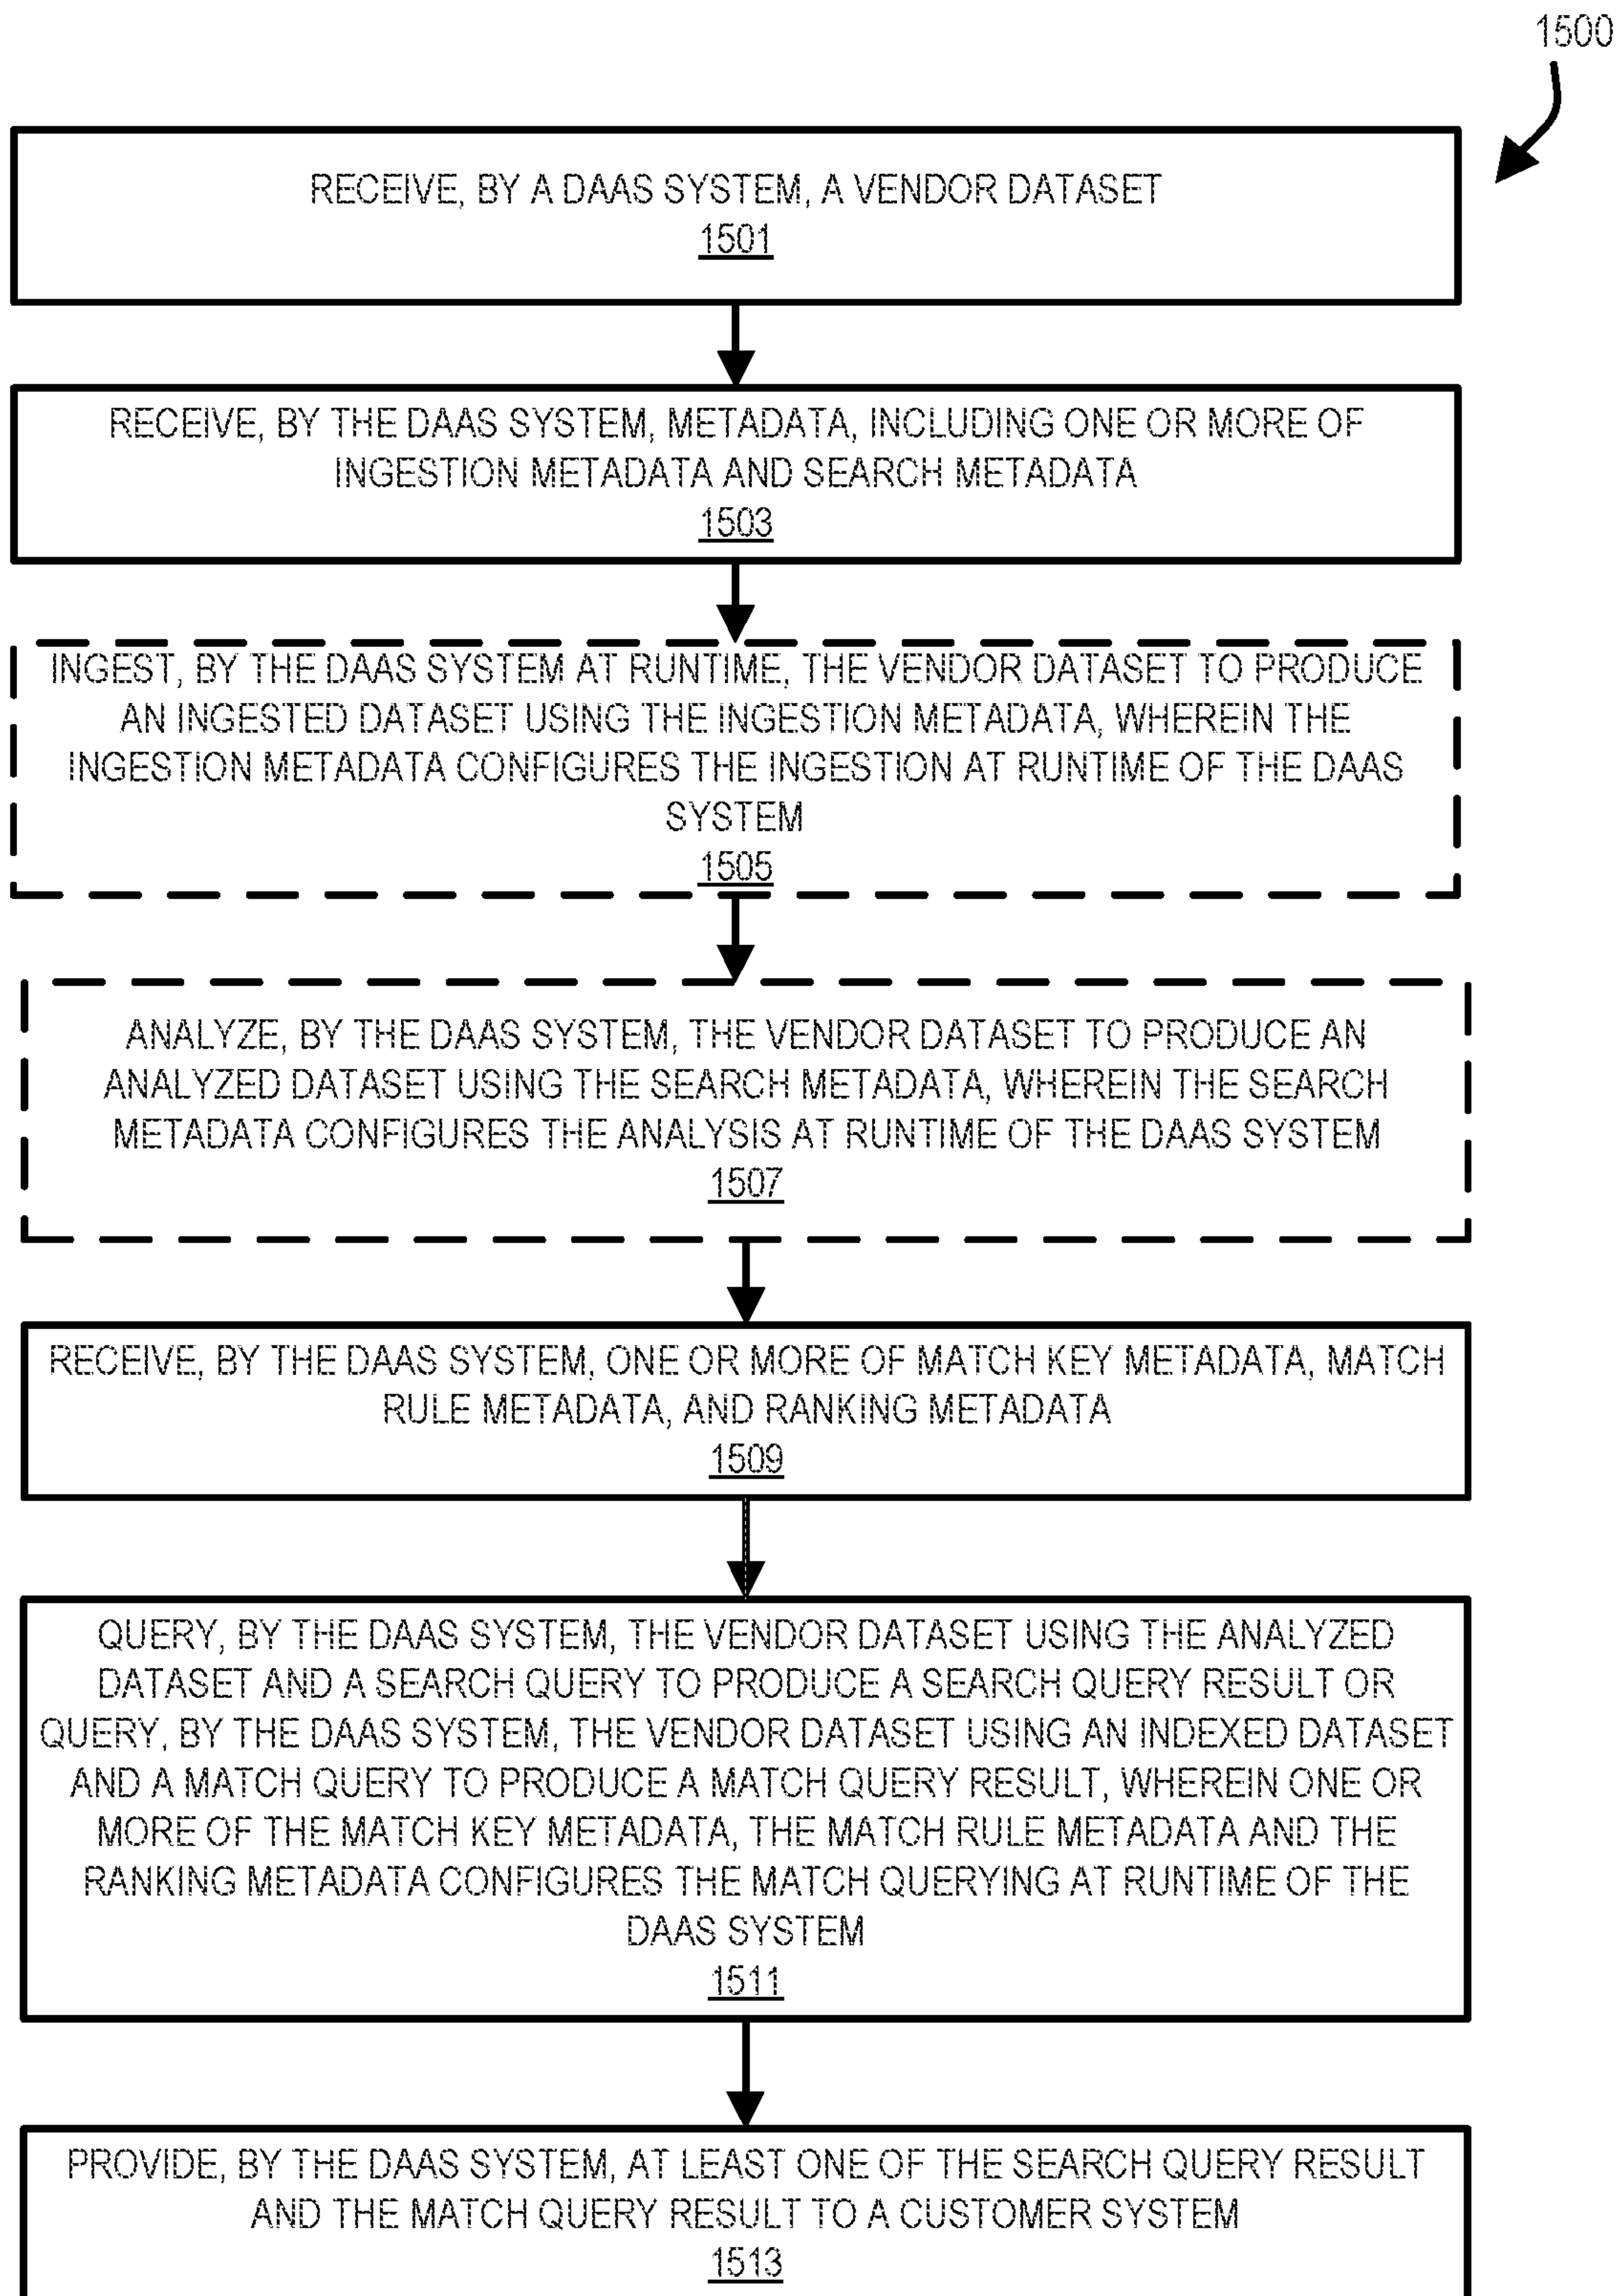 1500
RECEIVE, BY A DAAS SYSTEM, A VENDOR DATASET
1501
RECEIVE, BY THE DAAS SYSTEM, METADATA, INCLUDING ONE OR MORE OF
INGESTION METADATA AND SEARCH METADATA
1503
INGEST, BY THE DAAS SYSTEM AT RUNTIME, THE VENDOR DATASET TO PRODUCE
AN INGESTED DATASET USING THE INGESTION METADATA, WHEREIN THE
INGESTION METADATA CONFIGURES THE INGESTION AT RUNTIME OF THE DAAS
SYSTEM
1505
ANALYZE, BY THE DAAS SYSTEM, THE VENDOR DATASET TO PRODUCE AN
ANALYZED DATASET USING THE SEARCH METADATA, WHEREIN THE SEARCH
METADATA CONFIGURES THE ANALYSIS AT RUNTIME OF THE DAAS SYSTEM
1507
RECEIVE, BY THE DAAS SYSTEM, ONE OR MORE OF MATCH KEY METADATA, MATCH
RULE METADATA, AND RANKING METADATA
1509
QUERY, BY THE DAAS SYSTEM, THE VENDOR DATASET USING THE ANALYZED
DATASET AND A SEARCH QUERY TO PRODUCE A SEARCH QUERY RESULT OR
QUERY, BY THE DAAS SYSTEM, THE VENDOR DATASET USING AN INDEXED DATASET
AND A MATCH QUERY TO PRODUCE A MATCH QUERY RESULT, WHEREIN ONE OR
MORE OF THE MATCH KEY METADATA, THE MATCH RULE METADATA AND THE
RANKING METADATA CONFIGURES THE MATCH QUERYING AT RUNTIME OF THE
DAAS SYSTEM
1511
PROVIDE, BY THE DAAS SYSTEM, AT LEAST ONE OF THE SEARCH QUERY RESULT
AND THE MATCH QUERY RESULT TO A CUSTOMER SYSTEM
1513